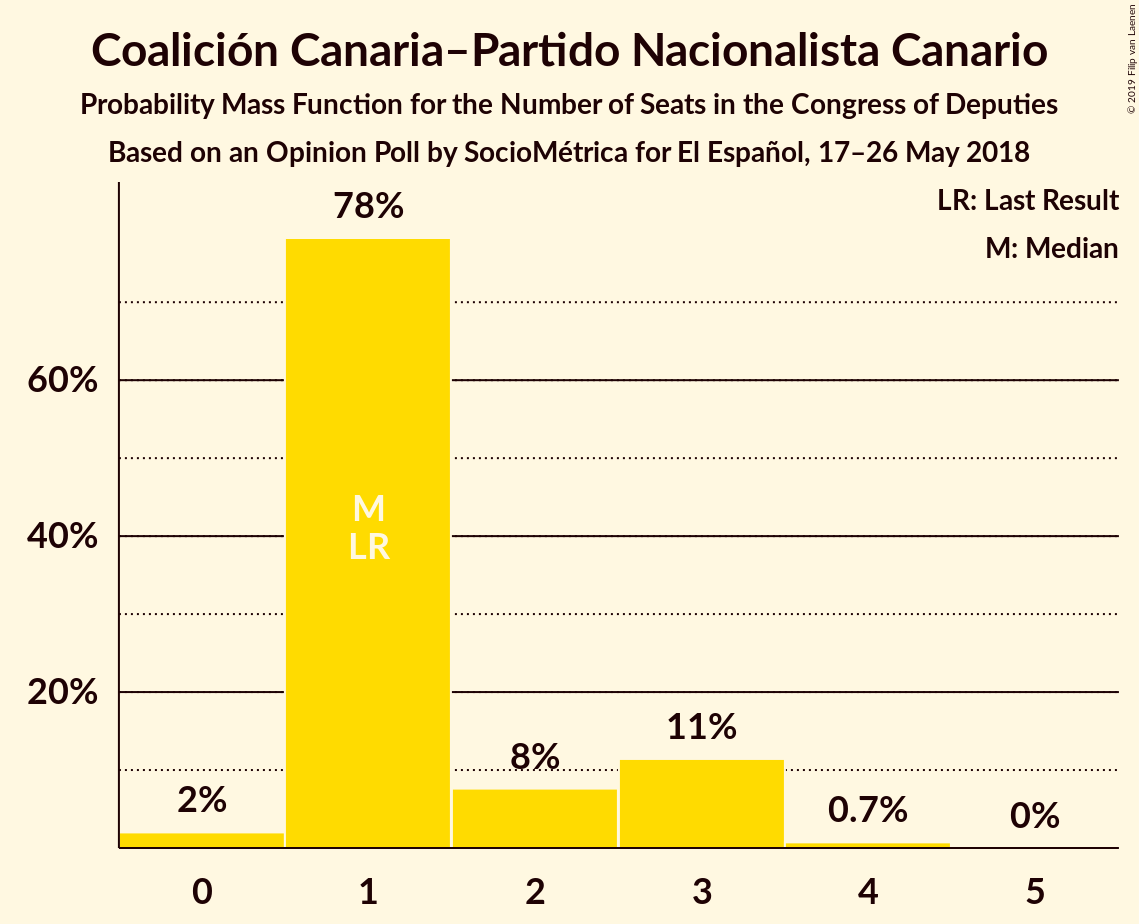 Coalición Canaria–Partido Nacionalista Canario
Probability Mass Function for the Number of Seats in the Congress of Deputies
Based on an Opinion Poll by SocioMétrica for El Español, 17–26 May 2018
© 2019 Filip van Laenen
LR: Last Result
M: Median
78%
60%
M
LR
40%
20%
11%
8%
2%
0.7%
0%
0 1 2 3 4 5